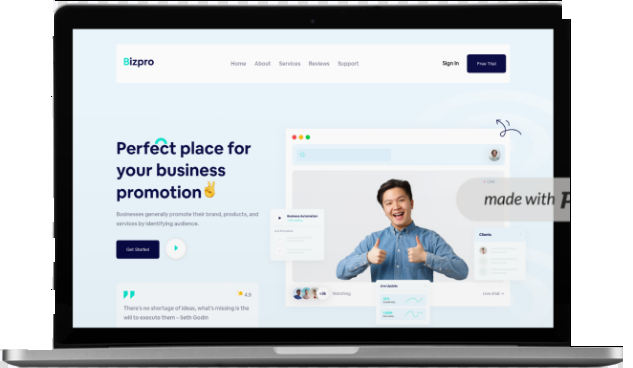 Bizpro
Home About Services Reviews Support
Sign In
Free Trial
Perfect place for
your business
promotion✌
Businesses generally promote their brand, products, and
services by identifying audience.
Get Started
Business Automation
Clients
made with
Live Update
Watching
Live chat
4.9
There's no shortage of ideas, what's missing is the
will to execute them – Seth Godin